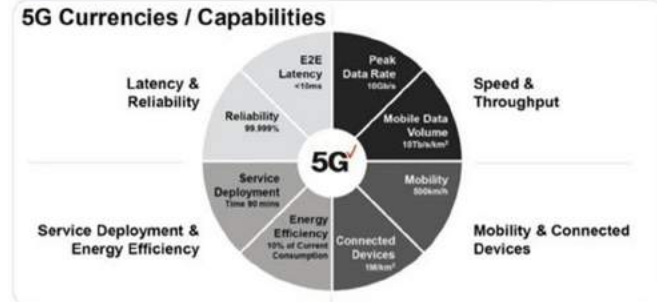 5G Currencies / Capabilities
Latency &
Reliability
E2E
Latency
<10ms
Reliability
99.999%
Peak
Data Rate
10Gb/s
Mobile Data
Volume
10Tb/s/km²
Speed &
Throughput
5G
Service
Deployment
Time 90 mins
Energy
Efficiency
10% of Current
Consumption
Mobility
500km/h
Connected
Devices
1M/km²
Service Deployment &
Energy Efficiency
Mobility & Connected
Devices